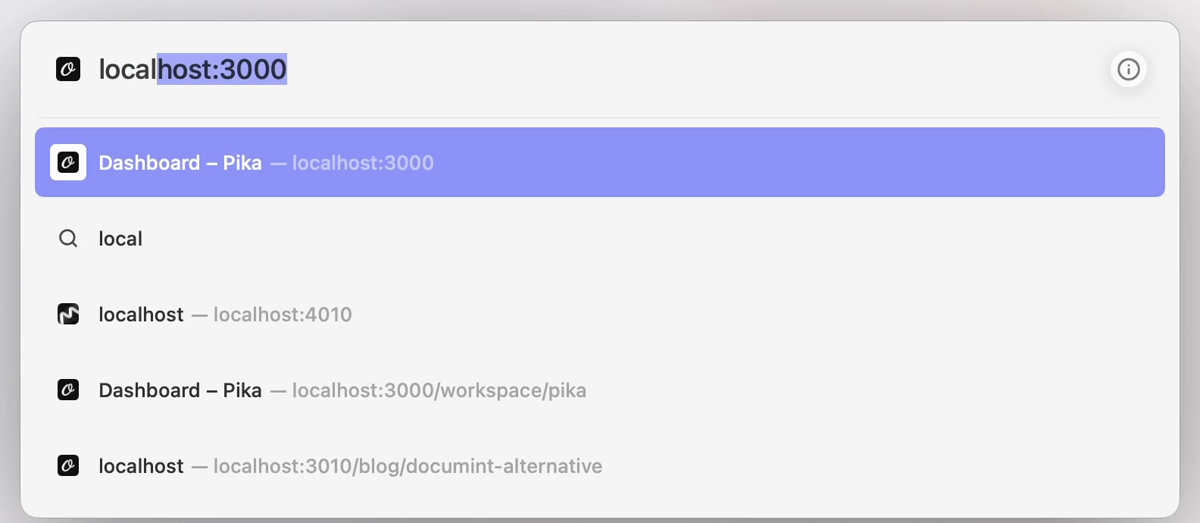 localhost:3000
Dashboard – Pika — localhost:3000
local
localhost — localhost:4010
Dashboard – Pika — localhost:3000/workspace/pika
localhost — localhost:3010/blog/documint-alternative